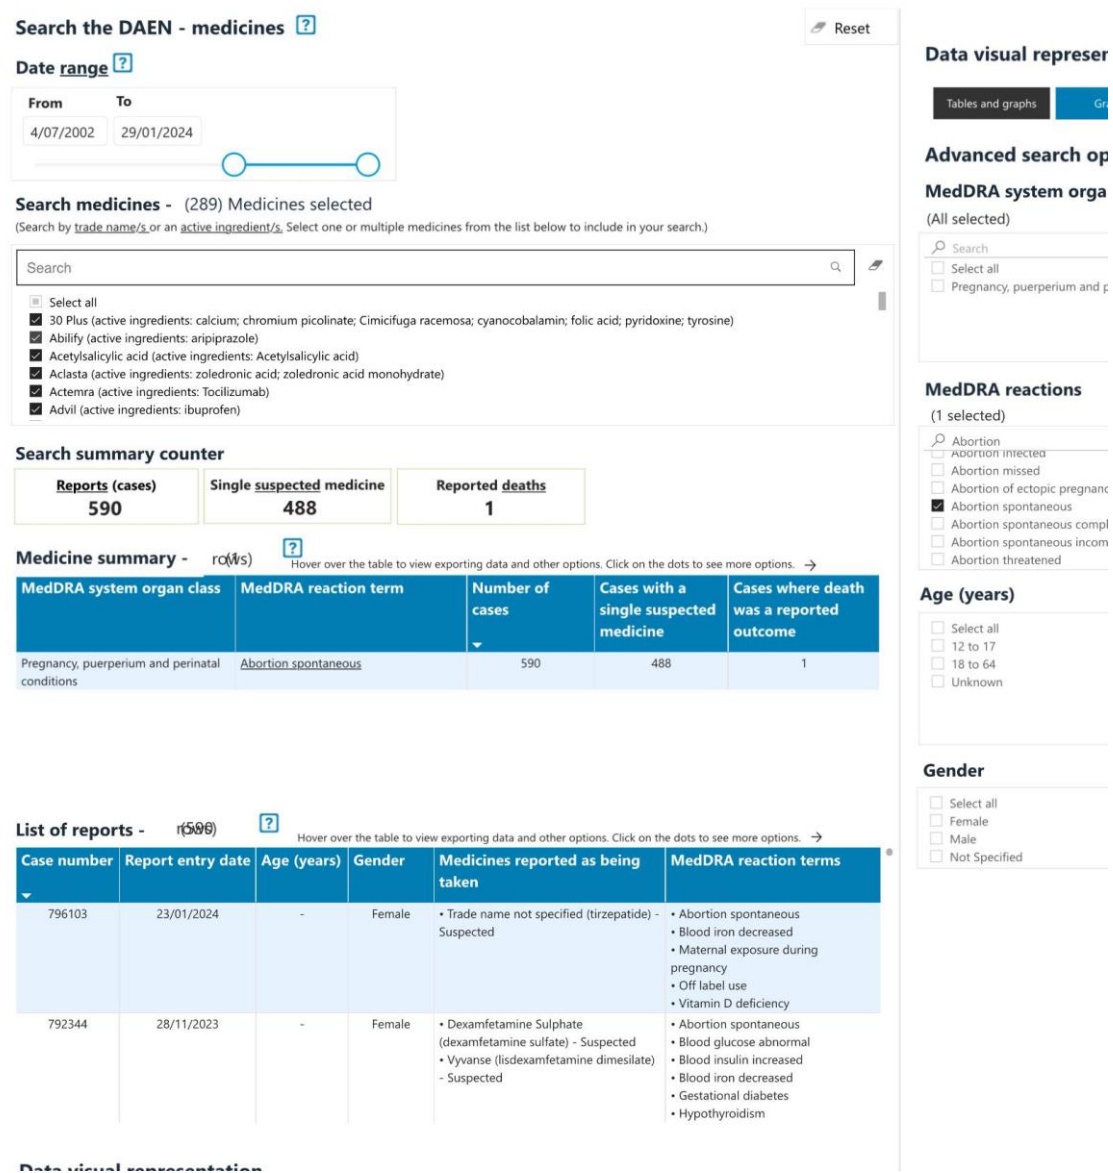 Search the DAEN - medicines ?
Reset
Date range ?
From To
4/07/2002 29/01/2024
Search medicines - (289) Medicines selected
(Search by trade name/s or an active ingredient/s. Select one or multiple medicines from the list below to include in your search.)
Search
Select all
30 Plus (active ingredients: calcium; chromium picolinate; Cimicifuga racemosa; cyanocobalamin; folic acid; pyridoxine; tyrosine)
Abilify (active ingredients: aripiprazole)
Acetylsalicylic acid (active ingredients: Acetylsalicylic acid)
Aclasta (active ingredients: zoledronic acid; zoledronic acid monohydrate)
Actemra (active ingredients: Tocilizumab)
Advil (active ingredients: ibuprofen)
Search summary counter
Reports (cases)
590
Single suspected medicine
488
Reported deaths
1
Medicine summary - ?
Hover over the table to view exporting data and other options. Click on the dots to see more options. →
MedDRA system organ class
MedDRA reaction term
Number of
cases
Cases with a
single suspected
medicine
Cases where death
was a reported
outcome
Pregnancy, puerperium and perinatal
conditions
Abortion spontaneous
590
488
1
List of reports - ?
Hover over the table to view exporting data and other options. Click on the dots to see more options. →
Case number
Report entry date
Age (years)
Gender
Medicines reported as being
taken
MedDRA reaction terms
796103
23/01/2024
-
Female
• Trade name not specified (tirzepatide) -
Suspected
• Abortion spontaneous
• Blood iron decreased
• Maternal exposure during
pregnancy
• Off label use
• Vitamin D deficiency
792344
28/11/2023
-
Female
• Dexamfetamine Sulphate
(dexamfetamine sulfate) - Suspected
• Vyvanse (lisdexamfetamine dimesilate)
- Suspected
• Abortion spontaneous
• Blood glucose abnormal
• Blood insulin increased
• Blood iron decreased
• Gestational diabetes
• Hypothyroidism
Data visual representation
Data visual represen
Tables and graphs
Gra
Advanced search op
MedDRA system orga
(All selected)
Search
Select all
Pregnancy, puerperium and p
MedDRA reactions
(1 selected)
Abortion
Abortion infected
Abortion missed
Abortion of ectopic pregnanc
Abortion spontaneous
Abortion spontaneous compl
Abortion spontaneous incom
Abortion threatened
Age (years)
Select all
12 to 17
18 to 64
Unknown
Gender
Select all
Female
Male
Not Specified